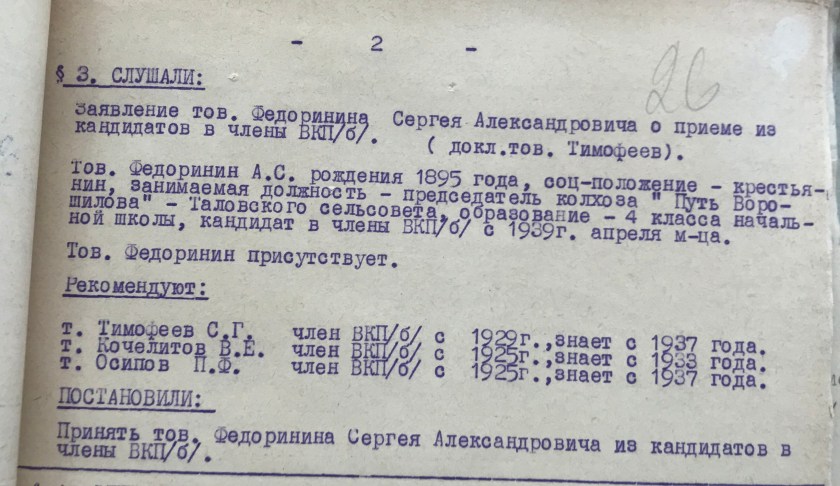 - 2 -
26
§ 3. СЛУШАЛИ:
Заявление тов. Федоринина Сергея Александровича о приеме из
кандидатов в члены ВКП/б/. ( докл.тов. Тимофеев).
Тов. Федоринин А.С. рождения 1895 года, соц-положение - крестья-
нин, занимаемая должность - председатель колхоза " Путь Воро-
шилова" - Таловского сельсовета, образование - 4 класса началь-
ной школы, кандидат в члены ВКП/б/ с 1939г. апреля м-ца.
Тов. Федоринин присутствует.
Рекомендуют:
т. Тимофеев С.Г. член ВКП/б/ с 1929г.,знает с 1937 года.
т. Кочелитов В.Е. член ВКП/б/ с 1925г.,знает с 1933 года.
т. Осипов П.Ф. член ВКП/б/ с 1925г.,знает с 1937 года.
ПОСТАНОВИЛИ:
Принять тов. Федоринина Сергея Александровича из кандидатов в
члены ВКП/б/.